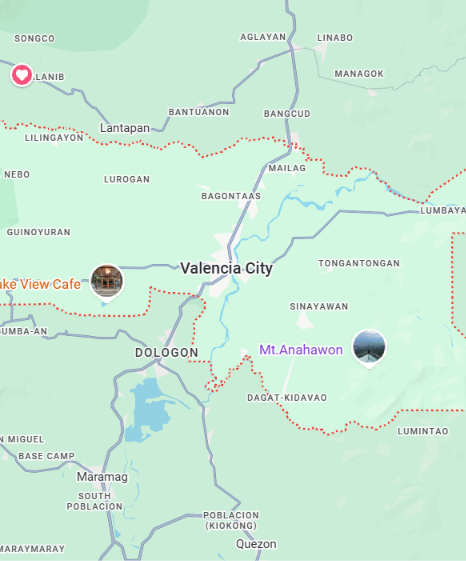 SONGCO
AGLAYAN
LINABO
ALANIB
MANAGOK
BANTUANON
BANGCUD
Lantapan
LILINGAYON
MAILAG
NEBO
LUROGAN
BAGONTAAS
LUMBAYA
GUINOYURAN
TONGANTONGAN
Valencia City
ake View Cafe
SINAYAWAN
SUMBA-AN
Mt.Anahawon
DOLOGON
DAGAT-KIDAVAO
LUMINTAO
N MIGUEL
BASE CAMP
Maramag
SOUTH
POBLACION
POBLACION
(KIOKONG)
Quezon
MARAYMARAY